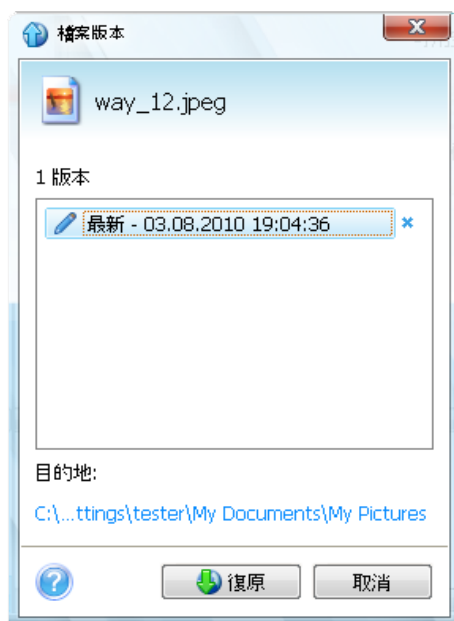 檔案版本
way_12.jpeg
1 版本
最新 - 03.08.2010 19:04:36
目的地:
C:\...ttings\tester\My Documents\My Pictures
復原
取消